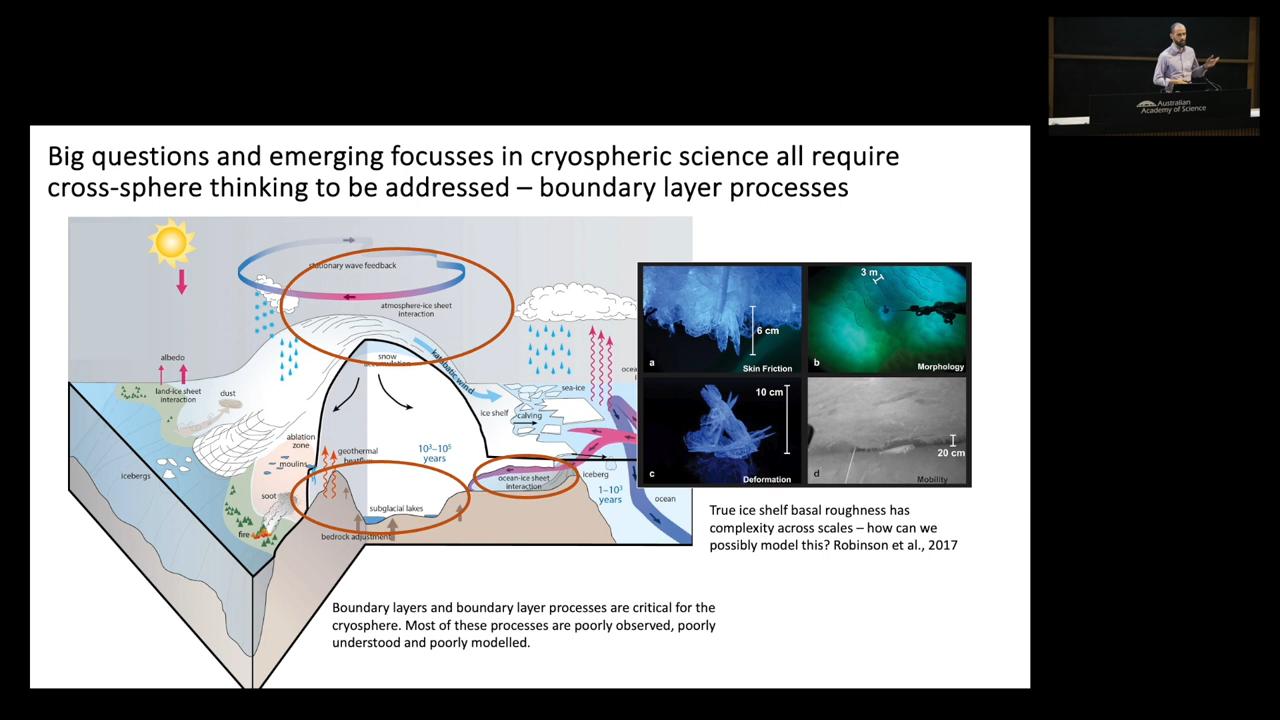 Australian
Academy of Science
Big questions and emerging focusses in cryospheric science all require
cross-sphere thinking to be addressed – boundary layer processes
stationary wave feedback
atmosphere-ice sheet
interaction
albedo
land-ice sheet
interaction
dust
snow
accumulation
katabatic wind
sea-ice
ice shelf
calving
ablation
zone
moulins
geothermal
heatflux
10³–10⁵
years
icebergs
soot
fire
subglacial lakes
bedrock adjustment
ocean-ice sheet
interaction
iceberg
1–10³
years
ocean
6 cm
a
Skin Friction
3 m
b
Morphology
10 cm
c
Deformation
20 cm
d
Mobility
True ice shelf basal roughness has
complexity across scales – how can we
possibly model this? Robinson et al., 2017
Boundary layers and boundary layer processes are critical for the
cryosphere. Most of these processes are poorly observed, poorly
understood and poorly modelled.